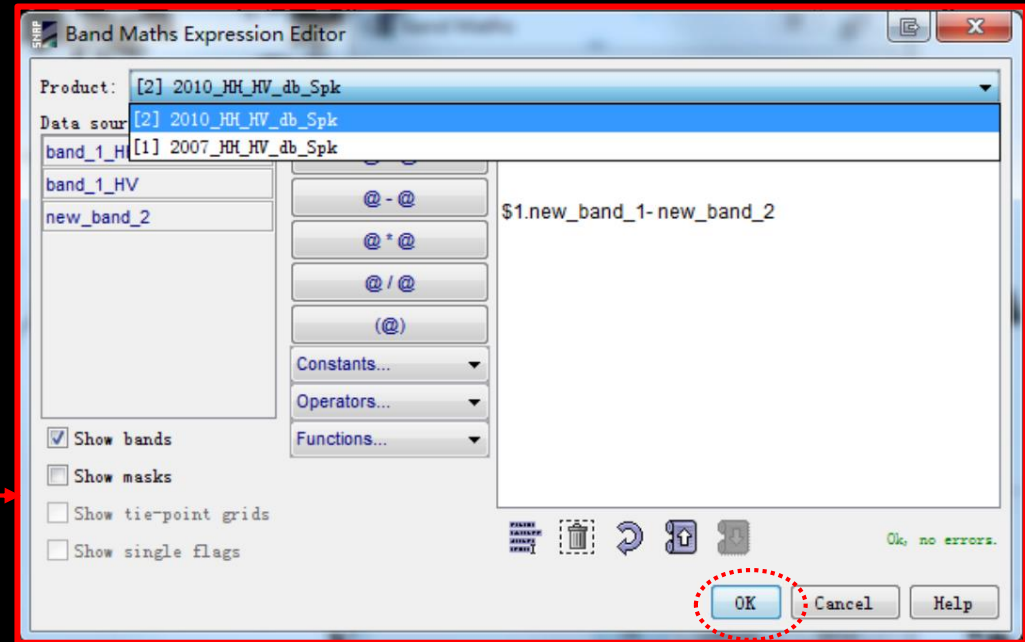 SNAP
Band Maths Expression Editor
Product: [2] 2010_HH_HV_db_Spk
[2] 2010_HH_HV_db_Spk
[1] 2007_HH_HV_db_Spk
Data sour
band_1_H
band_1_HV
new_band_2
@ - @
@ * @
@ / @
(@)
Constants...
Operators...
Functions...
$1.new_band_1- new_band_2
Show bands
Show masks
Show tie-point grids
Show single flags
Ok, no errors.
OK
Cancel
Help